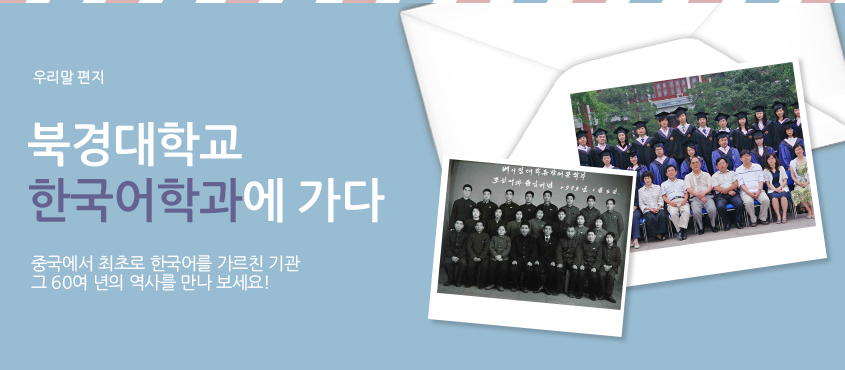 우리말 편지
북경대학교
한국어학과에 가다
중국에서 최초로 한국어를 가르친 기관
그 60여 년의 역사를 만나 보세요!